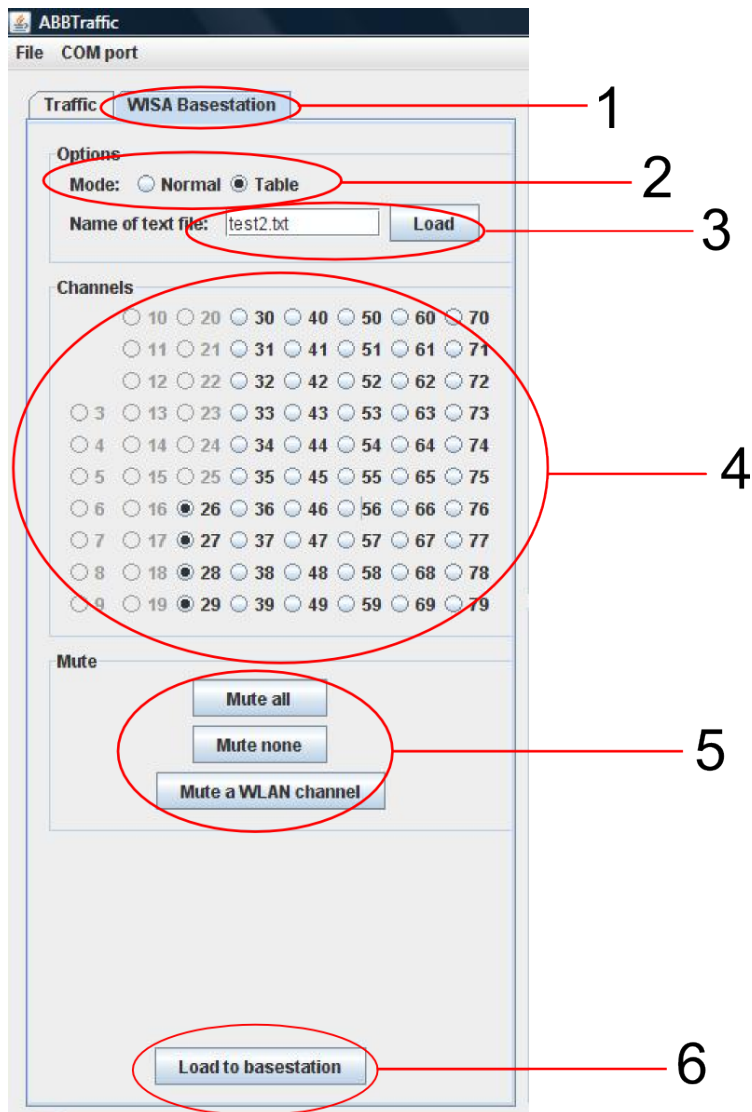 ABBTraffic
File COM port
Traffic WISA Basestation 1
Options
Mode: Normal Table 2
Name of text file: test2.txt Load 3
Channels
10 20 30 40 50 60 70
11 21 31 41 51 61 71
12 22 32 42 52 62 72
3 13 23 33 43 53 63 73
4 14 24 34 44 54 64 74 4
5 15 25 35 45 55 65 75
6 16 26 36 46 56 66 76
7 17 27 37 47 57 67 77
8 18 28 38 48 58 68 78
9 19 29 39 49 59 69 79
Mute
Mute all
Mute none 5
Mute a WLAN channel
Load to basestation 6